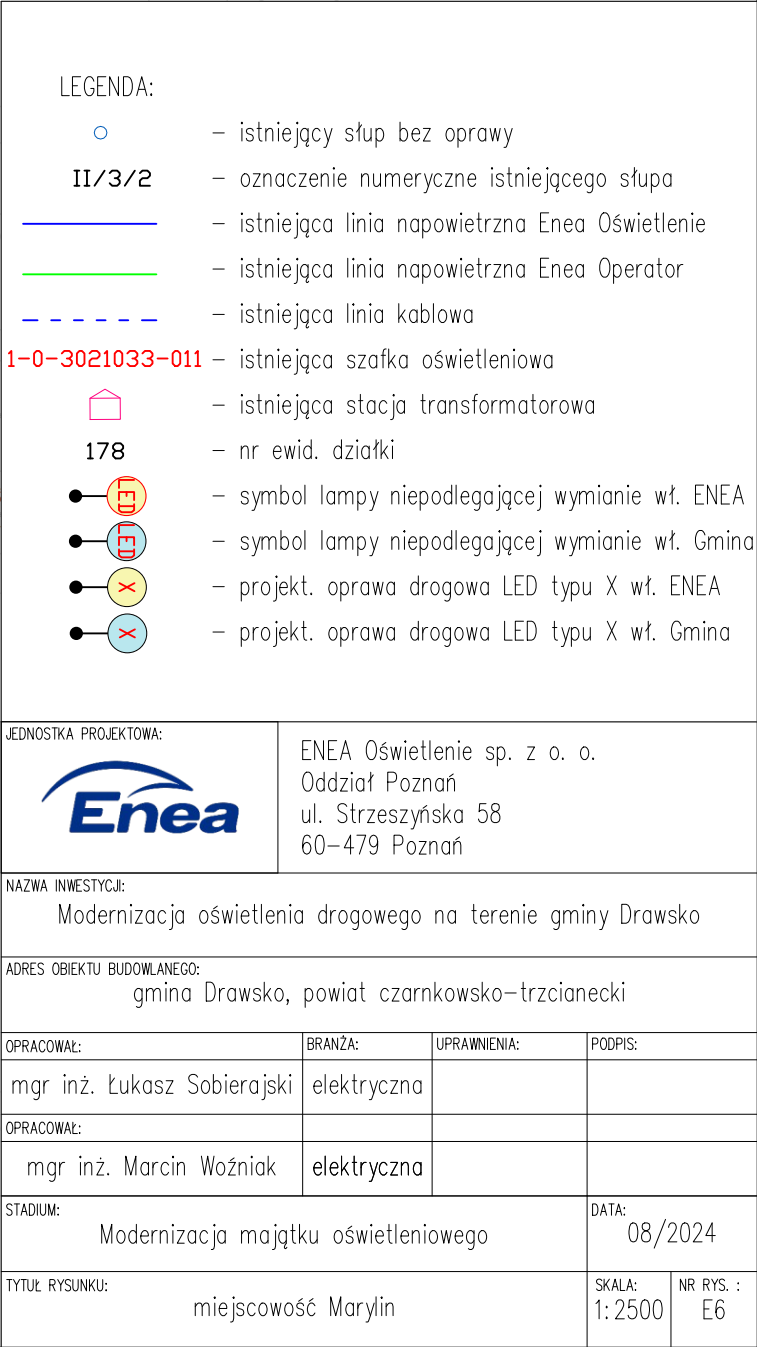 LEGENDA:
– istniejący słup bez oprawy
II/3/2 – oznaczenie numeryczne istniejącego słupa
– istniejąca linia napowietrzna Enea Oświetlenie
– istniejąca linia napowietrzna Enea Operator
– istniejąca linia kablowa
1-0-3021033-011 – istniejąca szafka oświetleniowa
– istniejąca stacja transformatorowa
178 – nr ewid. działki
LED – symbol lampy niepodlegającej wymianie wł. ENEA
LED – symbol lampy niepodlegającej wymianie wł. Gmina
X – projekt. oprawa drogowa LED typu X wł. ENEA
X – projekt. oprawa drogowa LED typu X wł. Gmina
JEDNOSTKA PROJEKTOWA:
Enea
ENEA Oświetlenie sp. z o. o.
Oddział Poznań
ul. Strzeszyńska 58
60–479 Poznań
NAZWA INWESTYCJI:
Modernizacja oświetlenia drogowego na terenie gminy Drawsko
ADRES OBIEKTU BUDOWLANEGO:
gmina Drawsko, powiat czarnkowsko–trzcianecki
OPRACOWAŁ: BRANŻA: UPRAWNIENIA: PODPIS:
mgr inż. Łukasz Sobierajski elektryczna
OPRACOWAŁ:
mgr inż. Marcin Woźniak elektryczna
STADIUM: DATA:
Modernizacja majątku oświetleniowego 08/2024
TYTUŁ RYSUNKU: SKALA: NR RYS. :
miejscowość Marylin 1:2500 E6